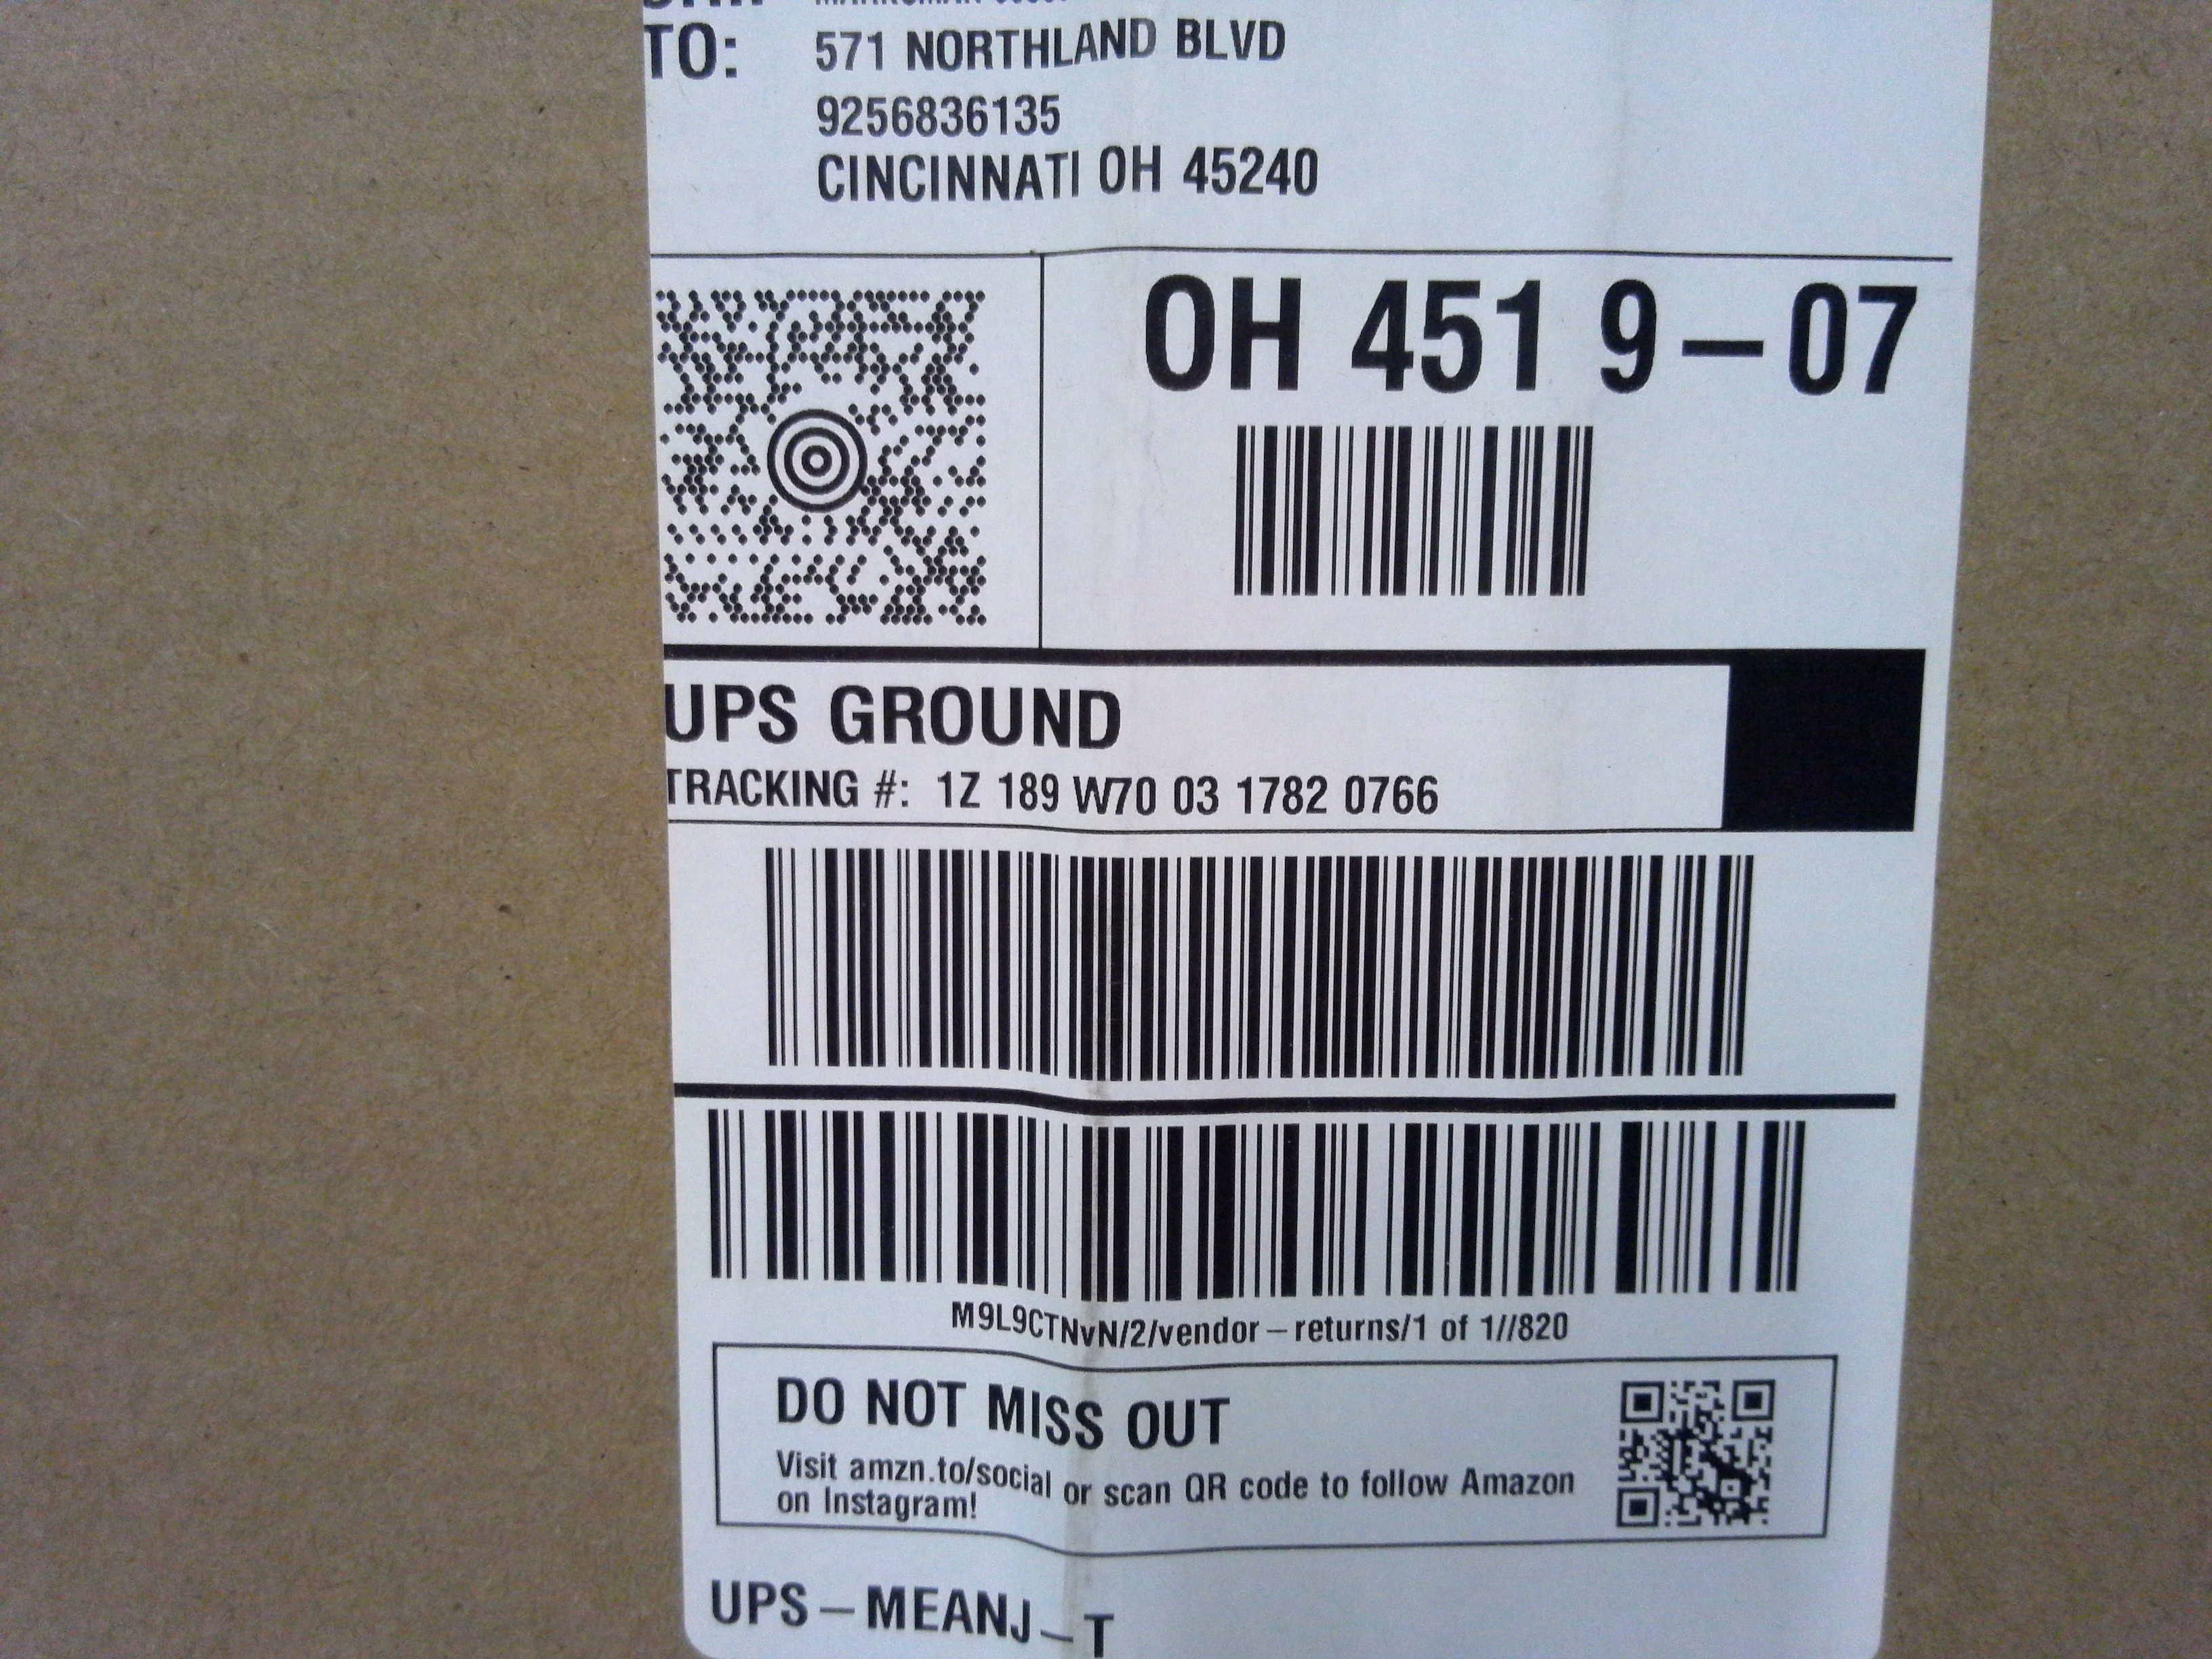 TO:
571 NORTHLAND BLVD
9256836135
CINCINNATI OH 45240
OH 451 9-07
UPS GROUND
TRACKING #: 1Z 189 W70 03 1782 0766
M9L9CTNvN/2/vendor-returns/1 of 1//820
DO NOT MISS OUT
Visit amzn.to/social or scan QR code to follow Amazon
on Instagram!
UPS-MEANJ-T